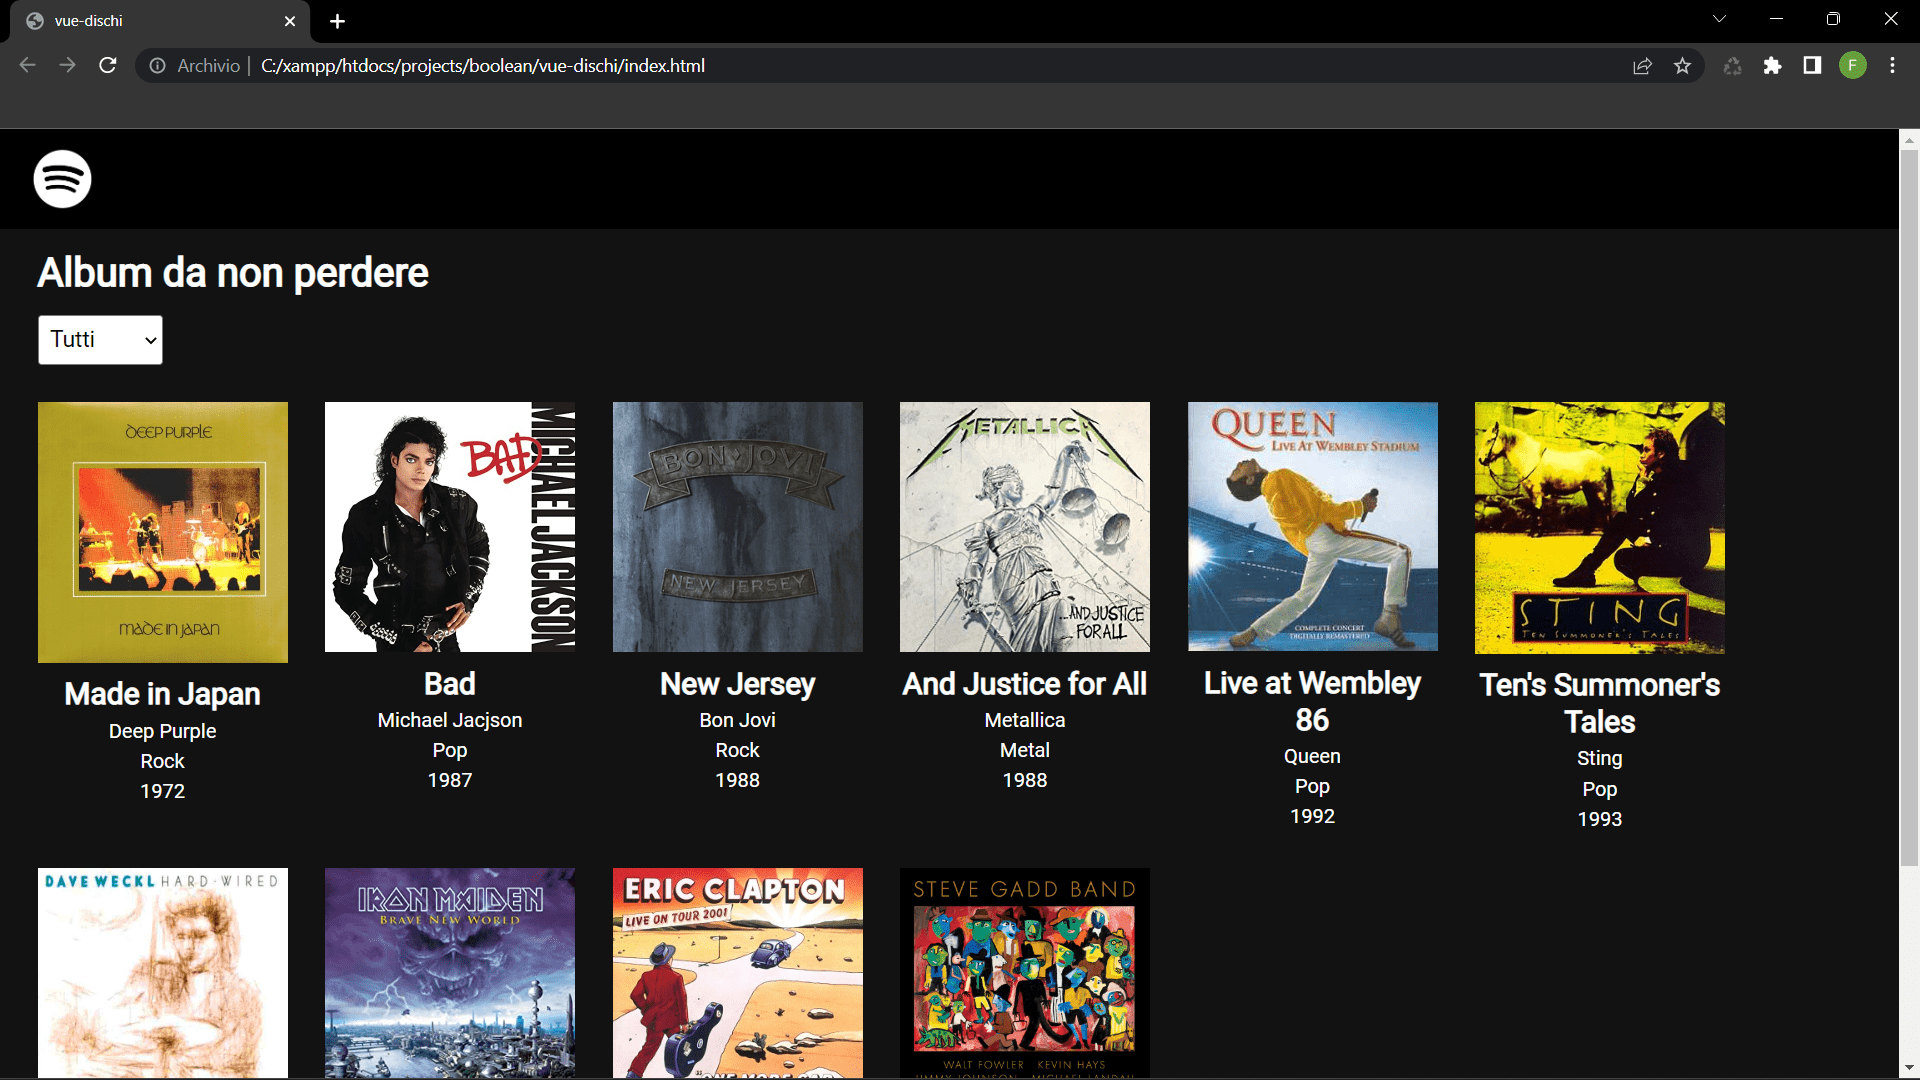 vue-dischi
Archivio | C:/xampp/htdocs/projects/boolean/vue-dischi/index.html
F
Album da non perdere
Tutti
DEEP PURPLE
MADE IN JAPAN
Made in Japan
Deep Purple
Rock
1972
BAD
MICHAEL JACKSON
Bad
Michael Jacjson
Pop
1987
BON JOVI
NEW JERSEY
New Jersey
Bon Jovi
Rock
1988
METALLICA
...AND JUSTICE
FOR ALL
And Justice for All
Metallica
Metal
1988
QUEEN
LIVE AT WEMBLEY STADIUM
COMPLETE CONCERT
DIGITALLY REMASTERED
Live at Wembley
86
Queen
Pop
1992
STING
TEN SUMMONER'S TALES
Ten's Summoner's
Tales
Sting
Pop
1993
DAVE WECKL HARD-WIRED
IRON MAIDEN
BRAVE NEW WORLD
ERIC CLAPTON
LIVE ON TOUR 2001
STEVE GADD BAND
WALT FOWLER KEVIN HAYS